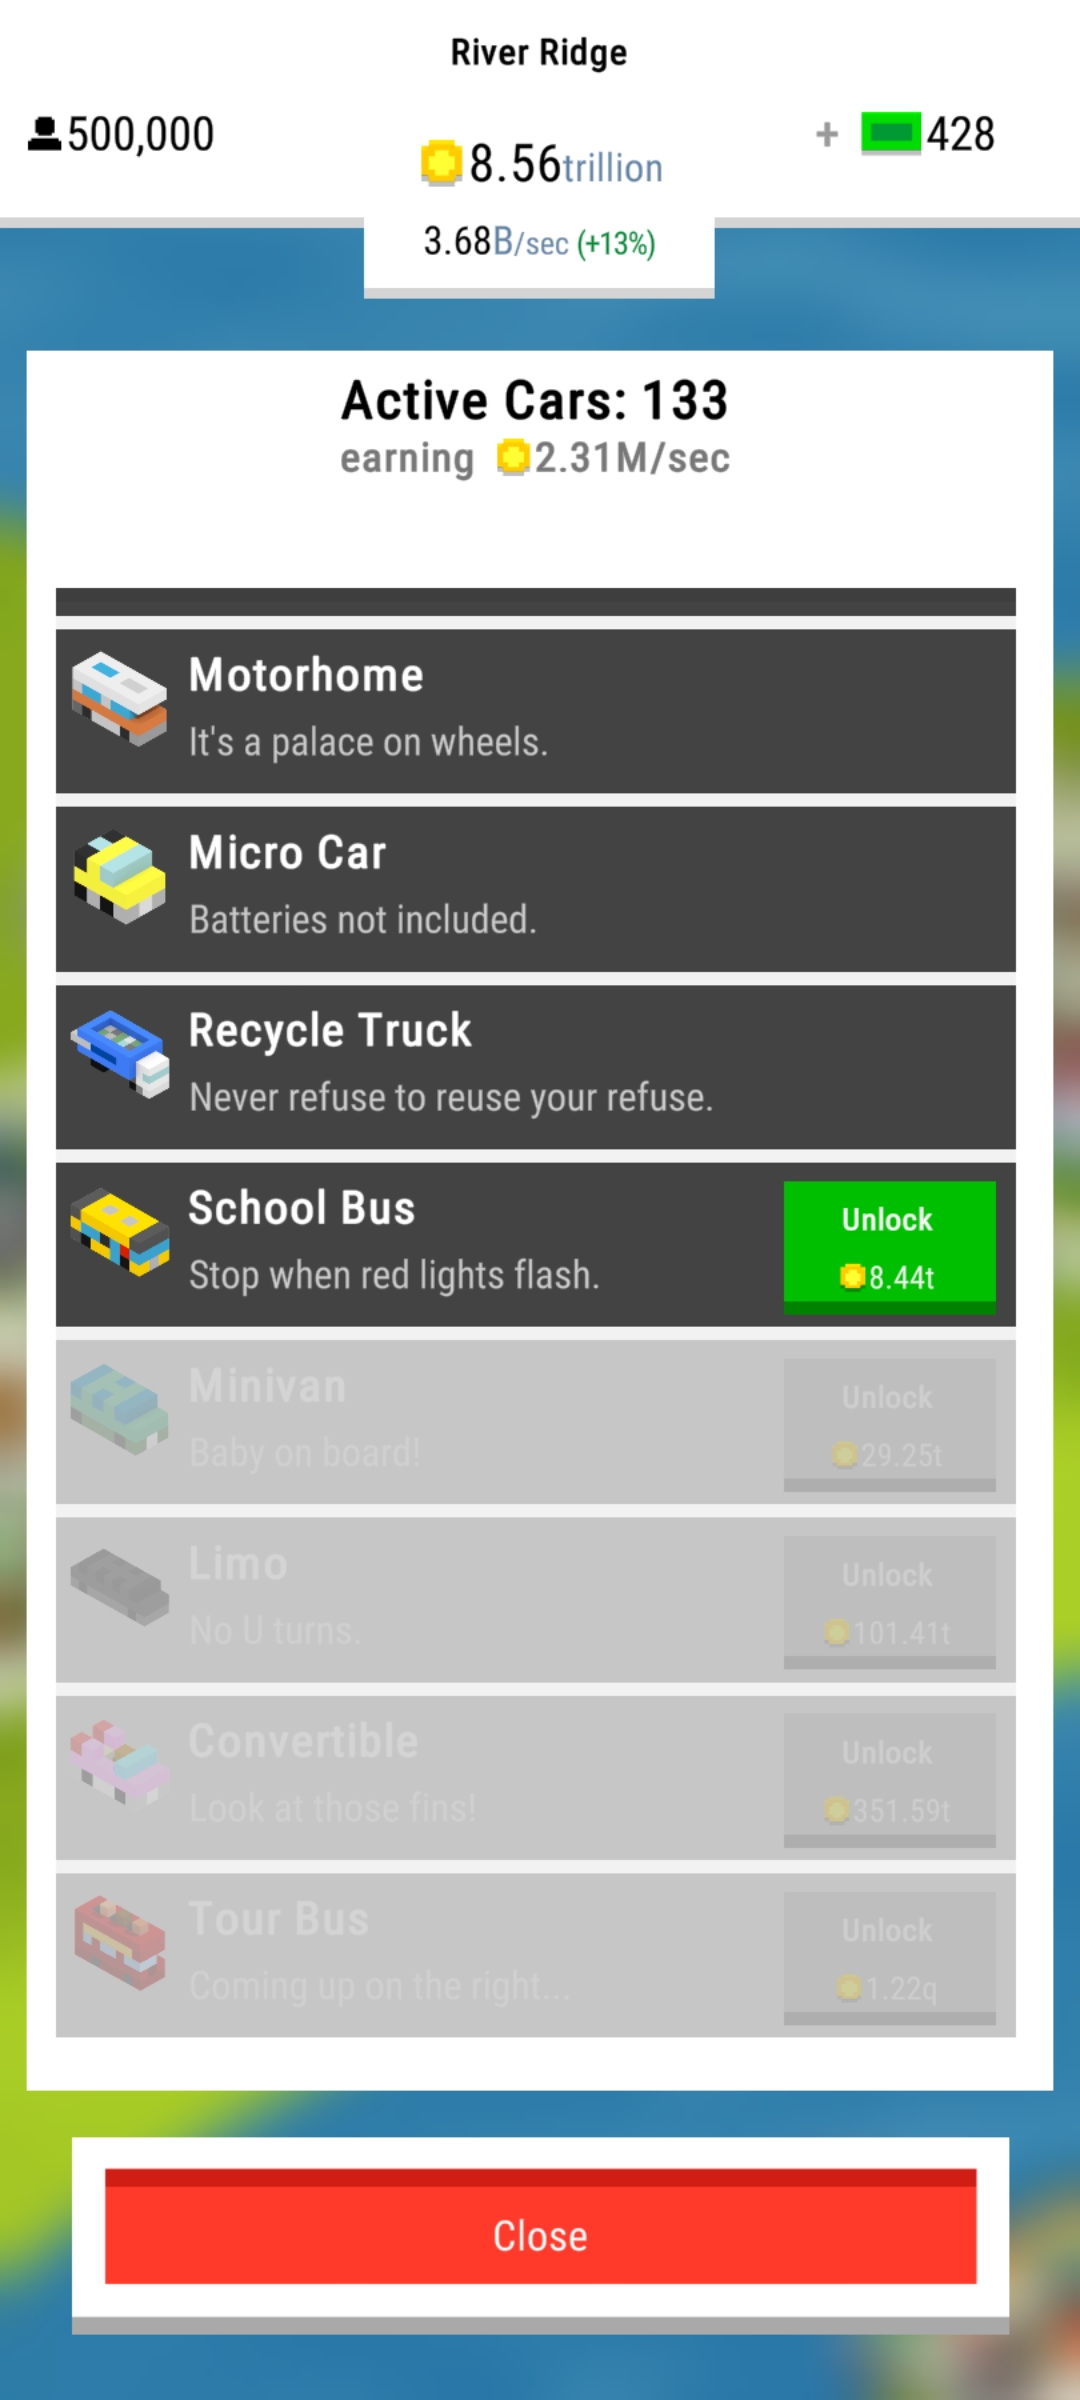 River Ridge
500,000
8.56trillion
+ 428
3.68B/sec (+13%)
Active Cars: 133
earning 2.31M/sec
Motorhome
It's a palace on wheels.
Micro Car
Batteries not included.
Recycle Truck
Never refuse to reuse your refuse.
School Bus
Stop when red lights flash.
Unlock
8.44t
Minivan
Baby on board!
Unlock
29.25t
Limo
No U turns.
Unlock
101.41t
Convertible
Look at those fins!
Unlock
351.59t
Tour Bus
Coming up on the right...
Unlock
1.22q
Close